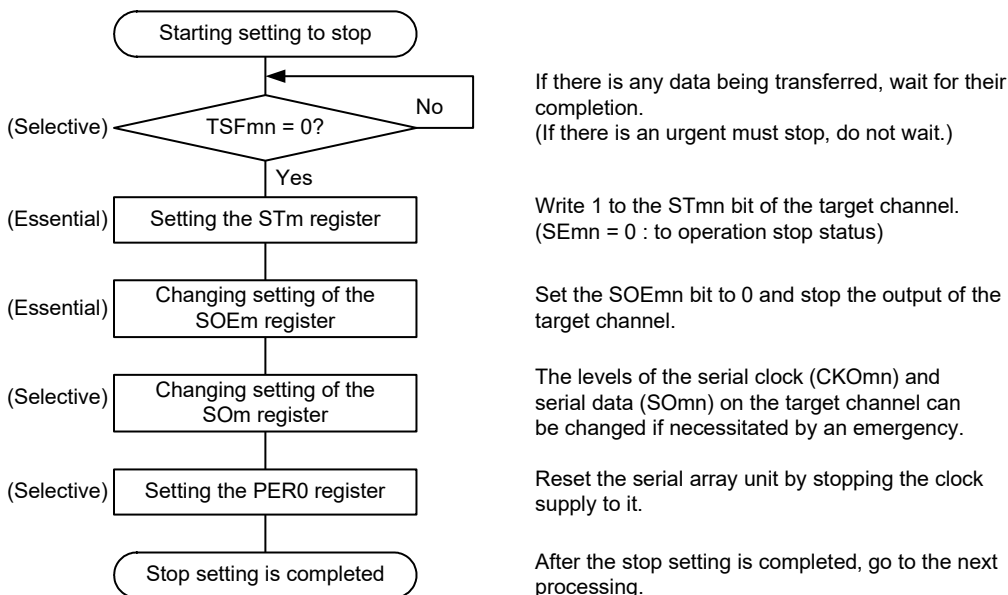 Starting setting to stop
No
If there is any data being transferred, wait for their
completion.
(If there is an urgent must stop, do not wait.)
(Selective)
TSFmn = 0?
Yes
(Essential)
Setting the STm register
Write 1 to the STmn bit of the target channel.
(SEmn = 0 : to operation stop status)
(Essential)
Changing setting of the
SOEm register
Set the SOEmn bit to 0 and stop the output of the
target channel.
(Selective)
Changing setting of the
SOm register
The levels of the serial clock (CKOmn) and
serial data (SOmn) on the target channel can
be changed if necessitated by an emergency.
(Selective)
Setting the PER0 register
Reset the serial array unit by stopping the clock
supply to it.
Stop setting is completed
After the stop setting is completed, go to the next
processing.